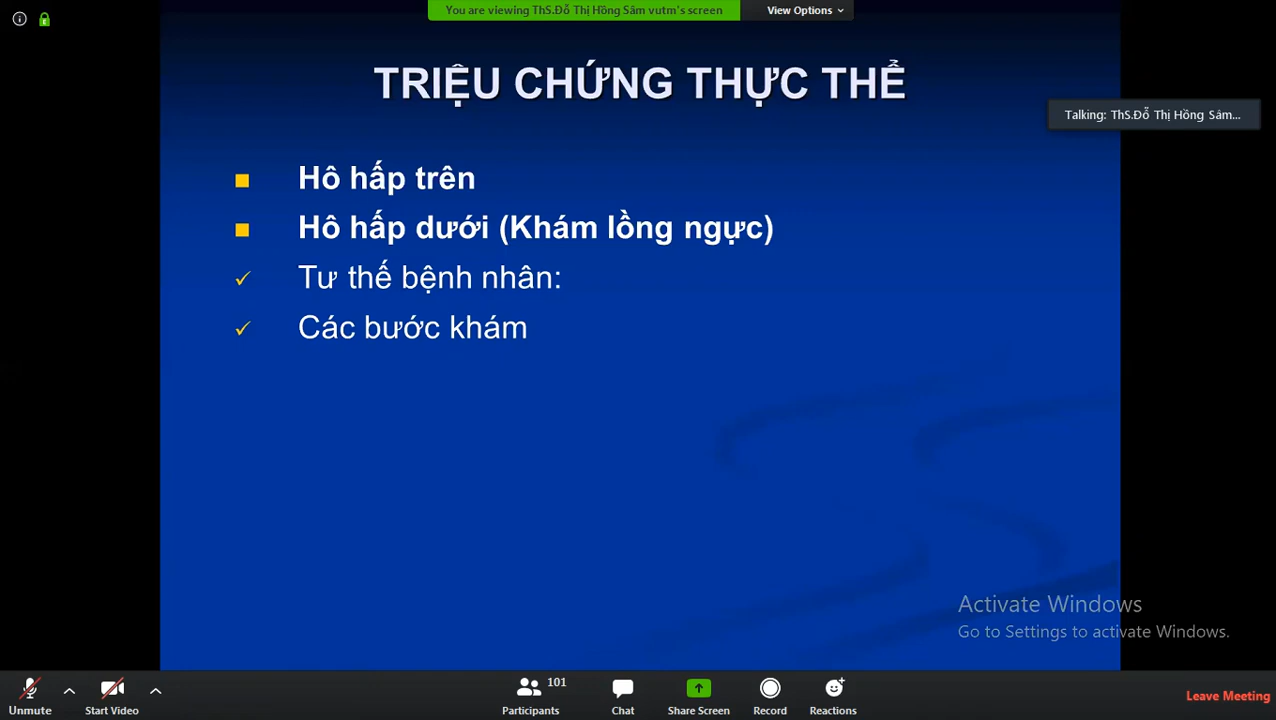 You are viewing ThS.Đỗ Thị Hồng Sâm vutm's screen
View Options
TRIỆU CHỨNG THỰC THỂ
Talking: ThS.Đỗ Thị Hồng Sâm...
Hô hấp trên
Hô hấp dưới (Khám lồng ngực)
Tư thế bệnh nhân:
Các bước khám
Activate Windows
Go to Settings to activate Windows.
101
Unmute
Start Video
Participants
Chat
Share Screen
Record
Reactions
Leave Meeting